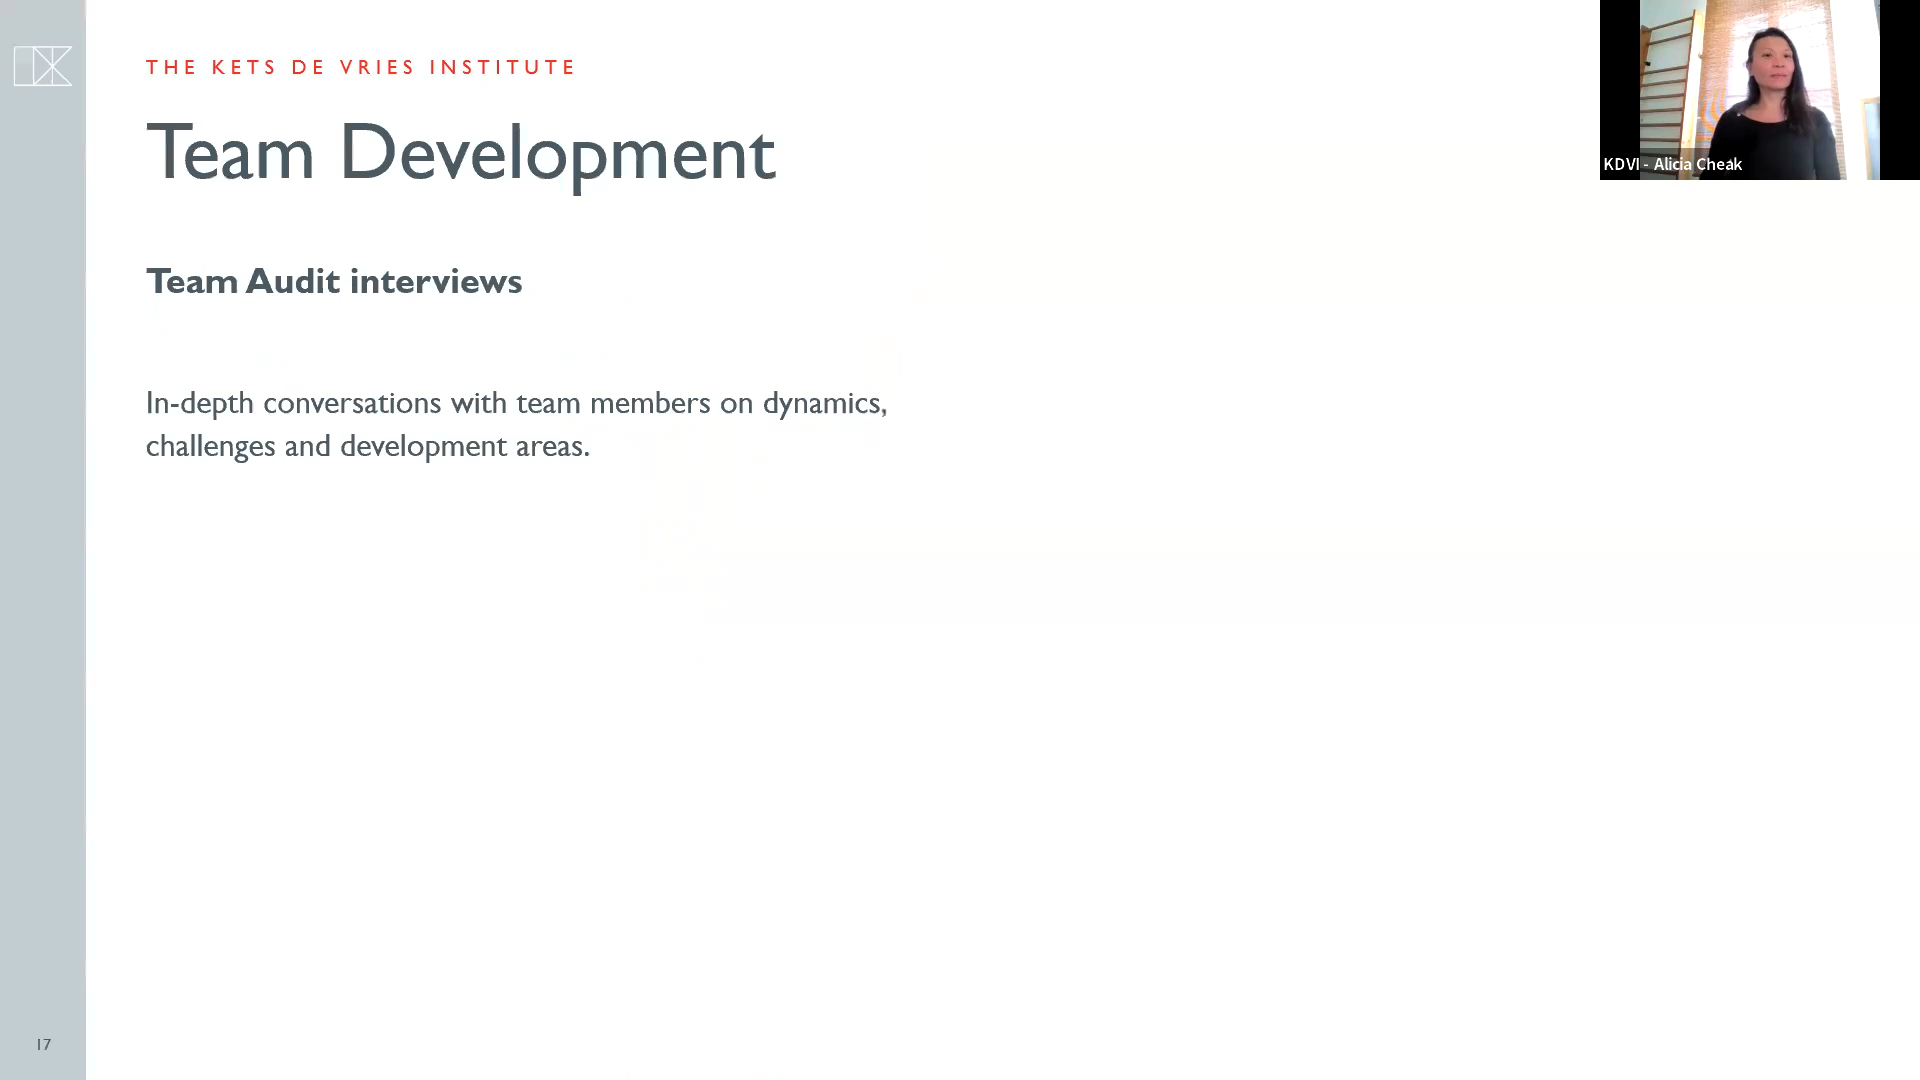 THE KETS DE VRIES INSTITUTE
Team Development
KDVI - Alicia Cheak
Team Audit interviews
In-depth conversations with team members on dynamics,
challenges and development areas.
17